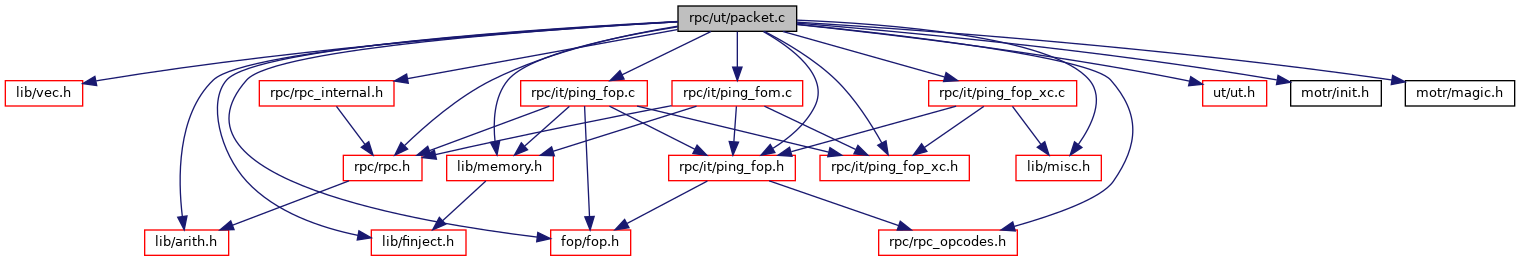 rpc/ut/packet.c
lib/vec.h
rpc/rpc_internal.h
rpc/it/ping_fop.c
rpc/it/ping_fom.c
rpc/it/ping_fop_xc.c
ut/ut.h
motr/init.h
motr/magic.h
rpc/rpc.h
lib/memory.h
rpc/it/ping_fop.h
rpc/it/ping_fop_xc.h
lib/misc.h
lib/arith.h
lib/finject.h
fop/fop.h
rpc/rpc_opcodes.h